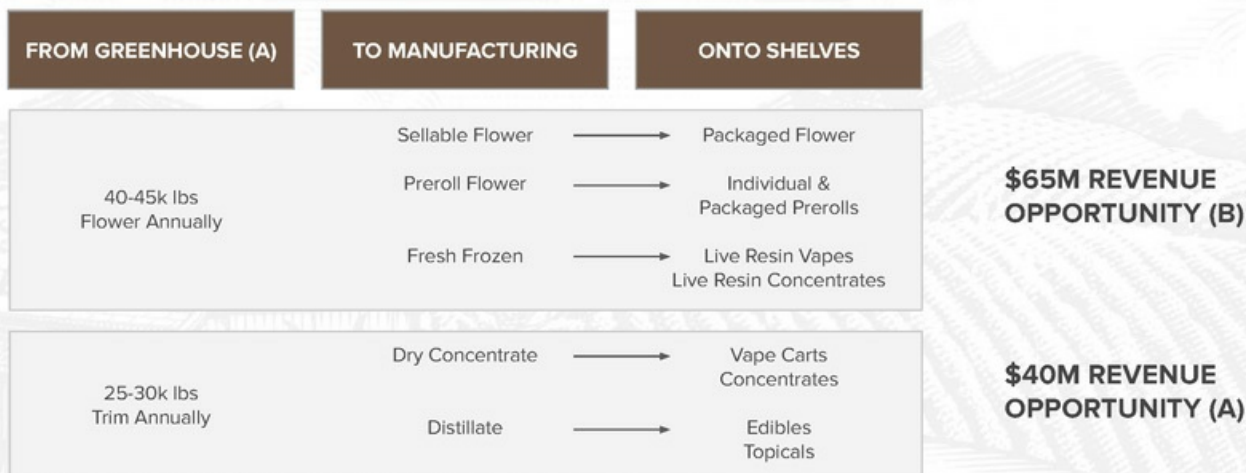 FROM GREENHOUSE (A)
TO MANUFACTURING
ONTO SHELVES
40-45k lbs
Flower Annually
Sellable Flower
Packaged Flower
Preroll Flower
Individual &
Packaged Prerolls
Fresh Frozen
Live Resin Vapes
Live Resin Concentrates
$65M REVENUE
OPPORTUNITY (B)
25-30k lbs
Trim Annually
Dry Concentrate
Vape Carts
Concentrates
Distillate
Edibles
Topicals
$40M REVENUE
OPPORTUNITY (A)